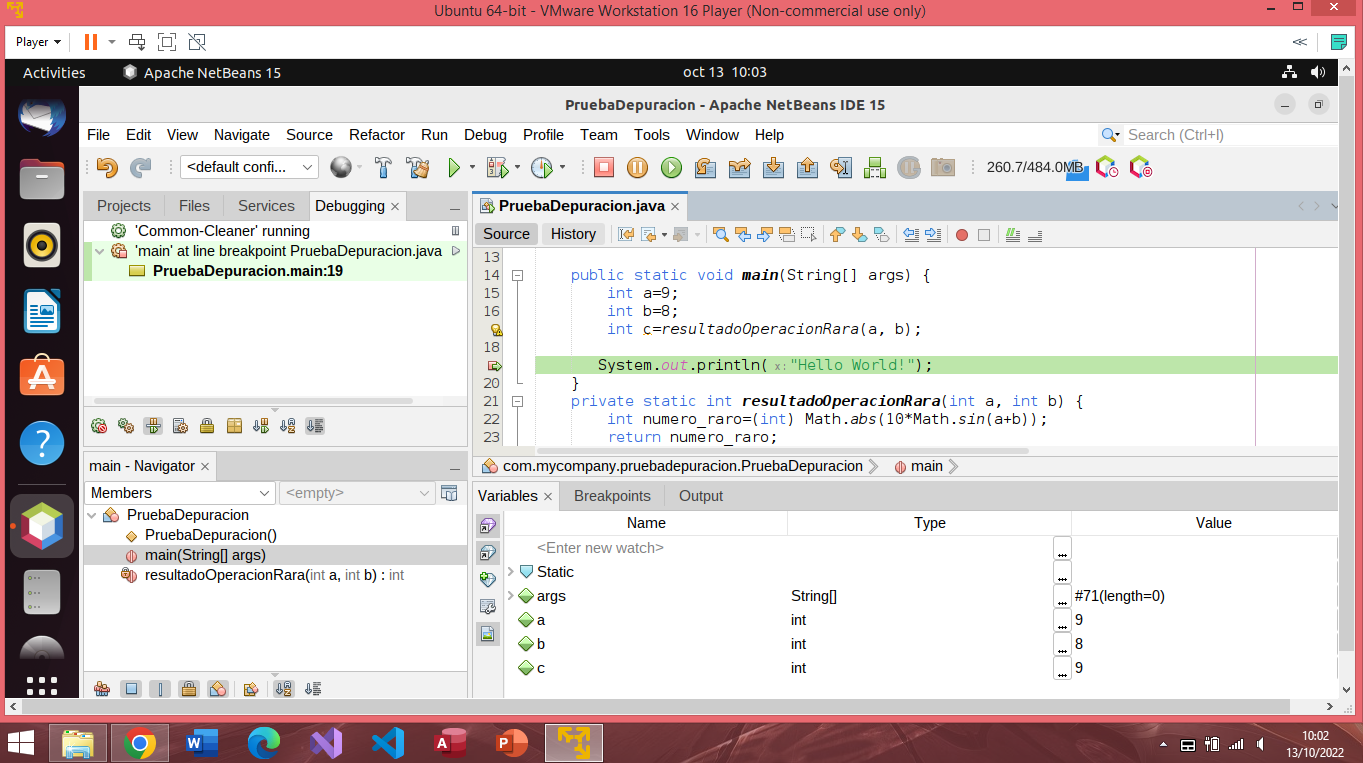 Ubuntu 64-bit - VMware Workstation 16 Player (Non-commercial use only)
Player
Activities
Apache NetBeans 15
oct 13 10:03
PruebaDepuracion - Apache NetBeans IDE 15
File Edit View Navigate Source Refactor Run Debug Profile Team Tools Window Help
Search (Ctrl+I)
<default confi...
260.7/484.0MB
Projects Files Services Debugging
'Common-Cleaner' running
'main' at line breakpoint PruebaDepuracion.java
PruebaDepuracion.main:19
PruebaDepuracion.java
Source History
13
14 public static void main(String[] args) {
15 int a=9;
16 int b=8;
int c=resultadoOperacionRara(a, b);
18
System.out.println( x: "Hello World!");
20 }
21 private static int resultadoOperacionRara(int a, int b) {
22 int numero_raro=(int) Math.abs(10*Math.sin(a+b));
23 return numero_raro;
com.mycompany.pruebadepuracion.PruebaDepuracion
main
main - Navigator
Members
<empty>
PruebaDepuracion
PruebaDepuracion()
main(String[] args)
resultadoOperacionRara(int a, int b) : int
Variables Breakpoints Output
Name Type Value
<Enter new watch> ...
Static ...
args String[] ... #71(length=0)
a int ... 9
b int ... 8
c int ... 9
10:02
13/10/2022